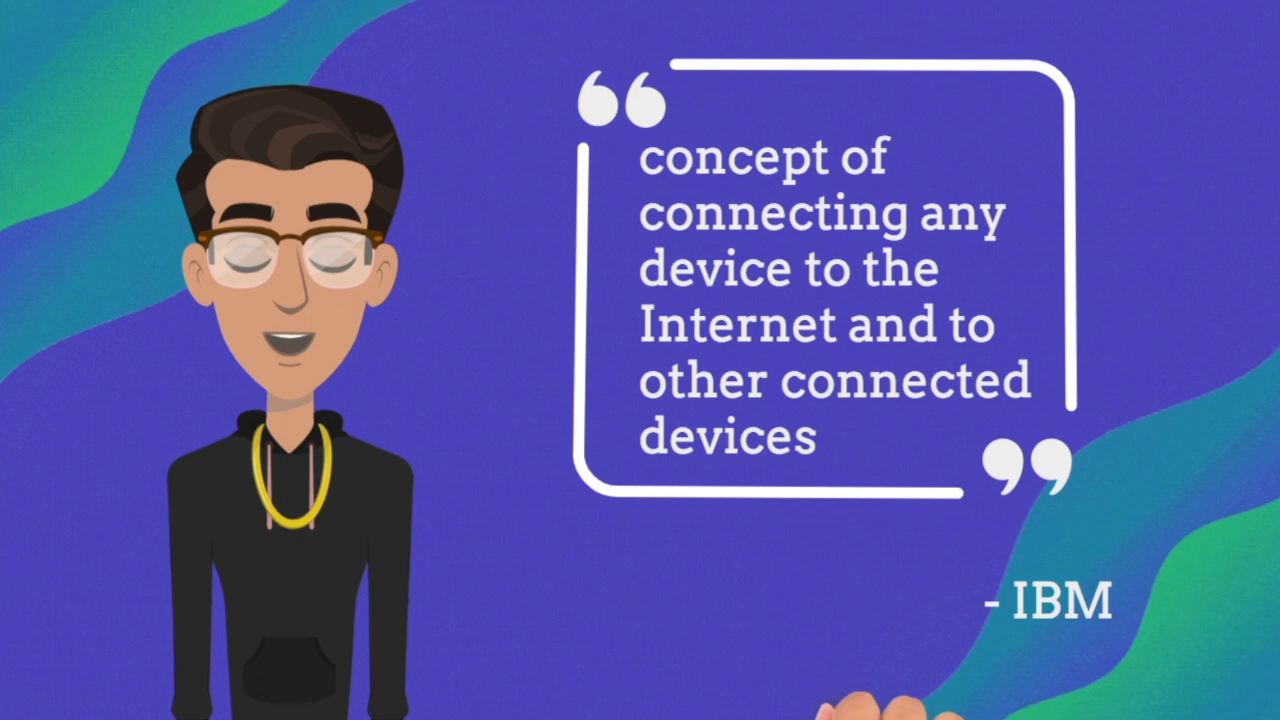 “concept of
connecting any
device to the
Internet and to
other connected
devices”
- IBM